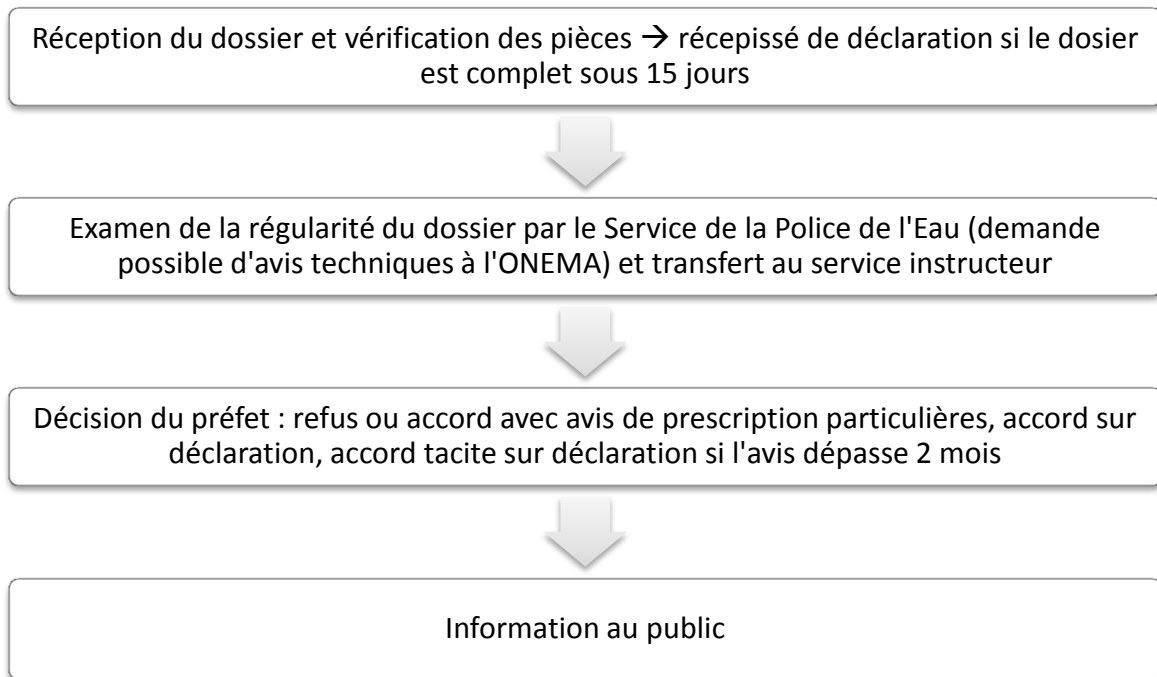 Réception du dossier et vérification des pièces → récepissé de déclaration si le dosier
est complet sous 15 jours
Examen de la régularité du dossier par le Service de la Police de l'Eau (demande
possible d'avis techniques à l'ONEMA) et transfert au service instructeur
Décision du préfet : refus ou accord avec avis de prescription particulières, accord sur
déclaration, accord tacite sur déclaration si l'avis dépasse 2 mois
Information au public